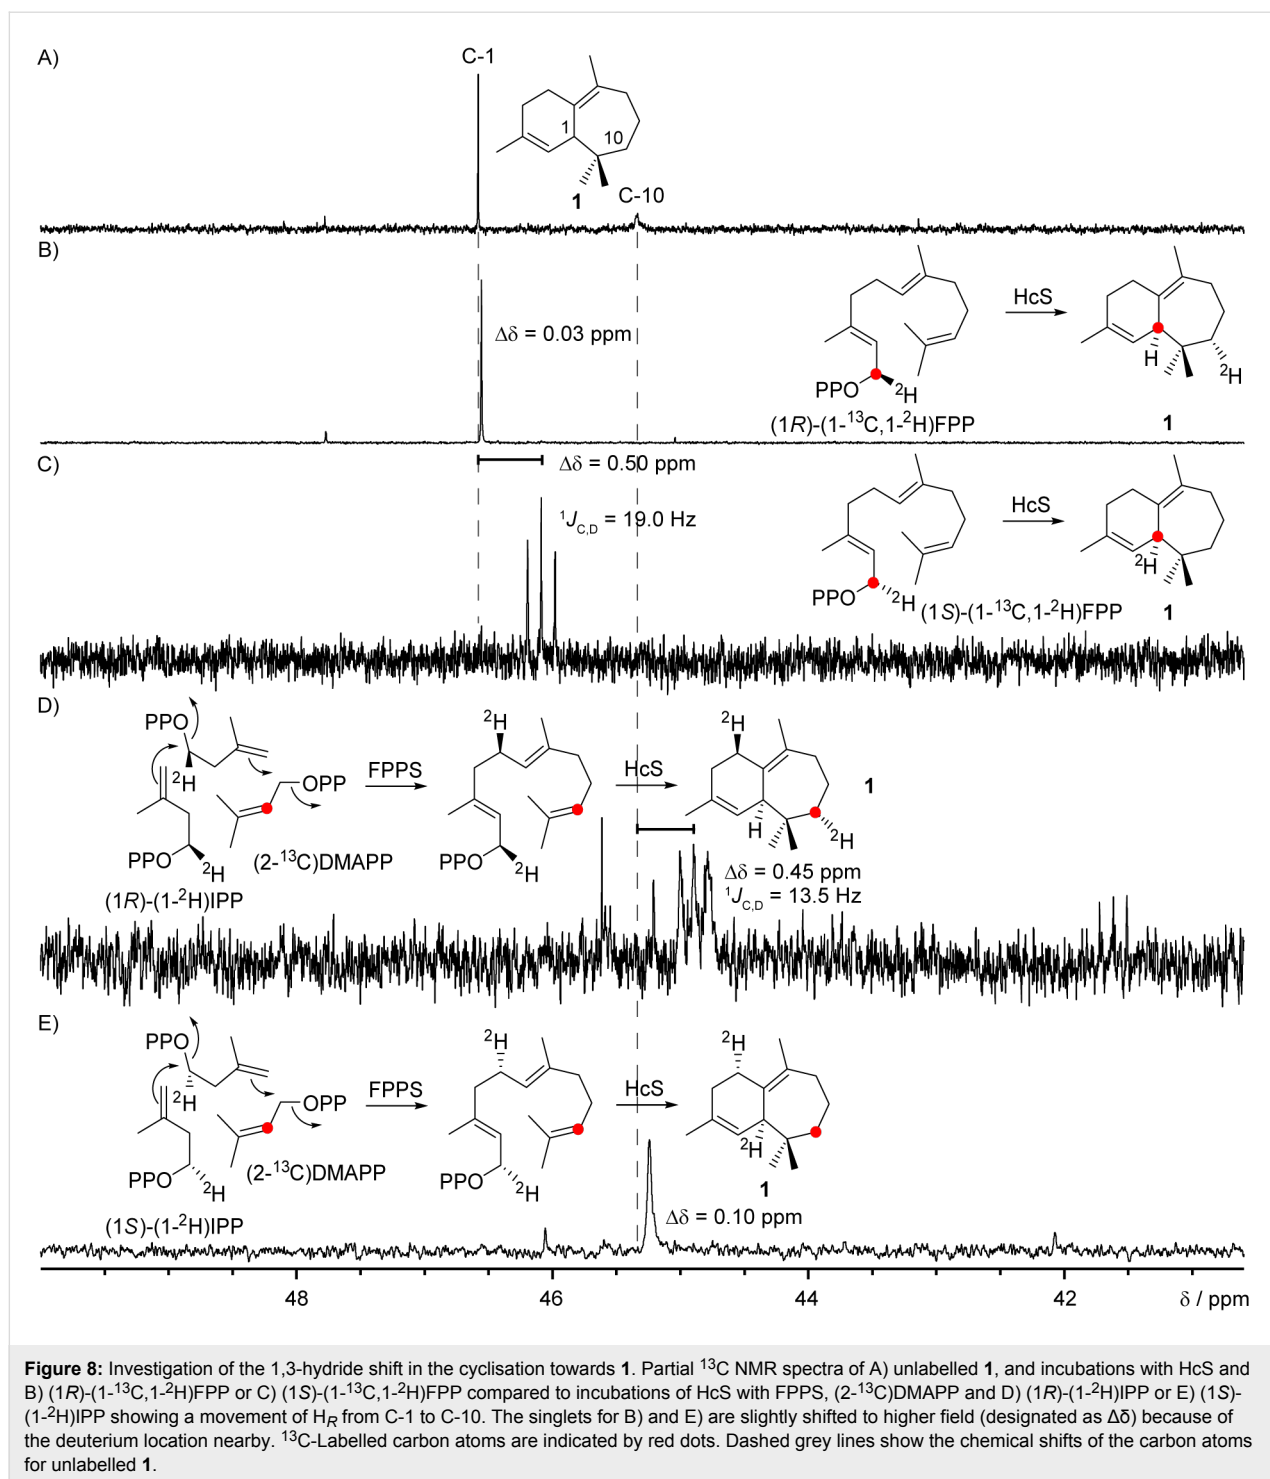 A)
C-1
1
10
1
C-10
B)
Δδ = 0.03 ppm
HcS
PPO
²H
H
²H
(1R)-(1-¹³C,1-²H)FPP
1
C)
Δδ = 0.50 ppm
¹J_C,D = 19.0 Hz
HcS
PPO
²H
²H
(1S)-(1-¹³C,1-²H)FPP
1
D)
PPO
²H
OPP
PPO
²H
(2-¹³C)DMAPP
(1R)-(1-²H)IPP
FPPS
²H
PPO
²H
HcS
²H
H
²H
1
Δδ = 0.45 ppm
¹J_C,D = 13.5 Hz
E)
PPO
²H
OPP
PPO
²H
(2-¹³C)DMAPP
(1S)-(1-²H)IPP
FPPS
²H
PPO
²H
HcS
²H
²H
1
Δδ = 0.10 ppm
48
46
44
42
δ / ppm
Figure 8: Investigation of the 1,3-hydride shift in the cyclisation towards 1. Partial ¹³C NMR spectra of A) unlabelled 1, and incubations with HcS and
B) (1R)-(1-¹³C,1-²H)FPP or C) (1S)-(1-¹³C,1-²H)FPP compared to incubations of HcS with FPPS, (2-¹³C)DMAPP and D) (1R)-(1-²H)IPP or E) (1S)-
(1-²H)IPP showing a movement of H_R from C-1 to C-10. The singlets for B) and E) are slightly shifted to higher field (designated as Δδ) because of
the deuterium location nearby. ¹³C-Labelled carbon atoms are indicated by red dots. Dashed grey lines show the chemical shifts of the carbon atoms
for unlabelled 1.